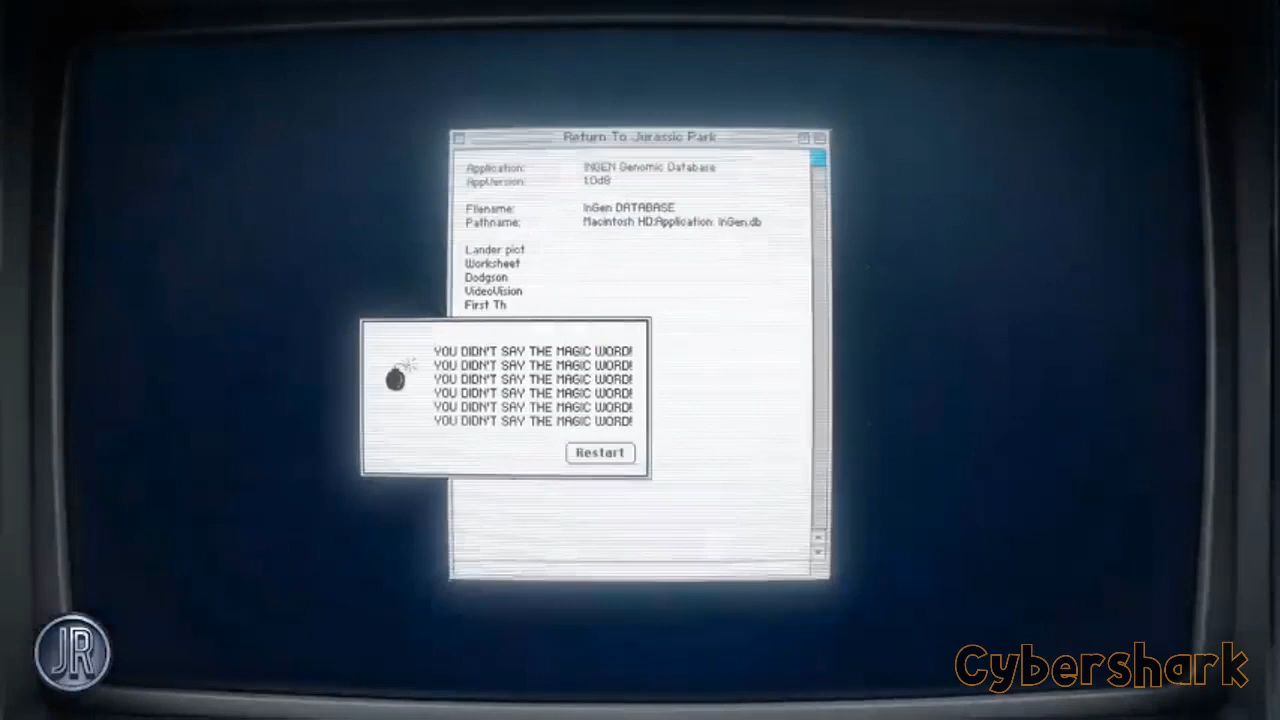 Return To Jurassic Park
Application: INGEN Genomic Database
AppVersion: 1.0d8
Filename: InGen DATABASE
Pathname: Macintosh HD:Application: InGen.db
Lander plot
Worksheet
Dodgson
VideoVision
First Th
YOU DIDN'T SAY THE MAGIC WORD!
YOU DIDN'T SAY THE MAGIC WORD!
YOU DIDN'T SAY THE MAGIC WORD!
YOU DIDN'T SAY THE MAGIC WORD!
YOU DIDN'T SAY THE MAGIC WORD!
YOU DIDN'T SAY THE MAGIC WORD!
Restart
JR
Cybershark